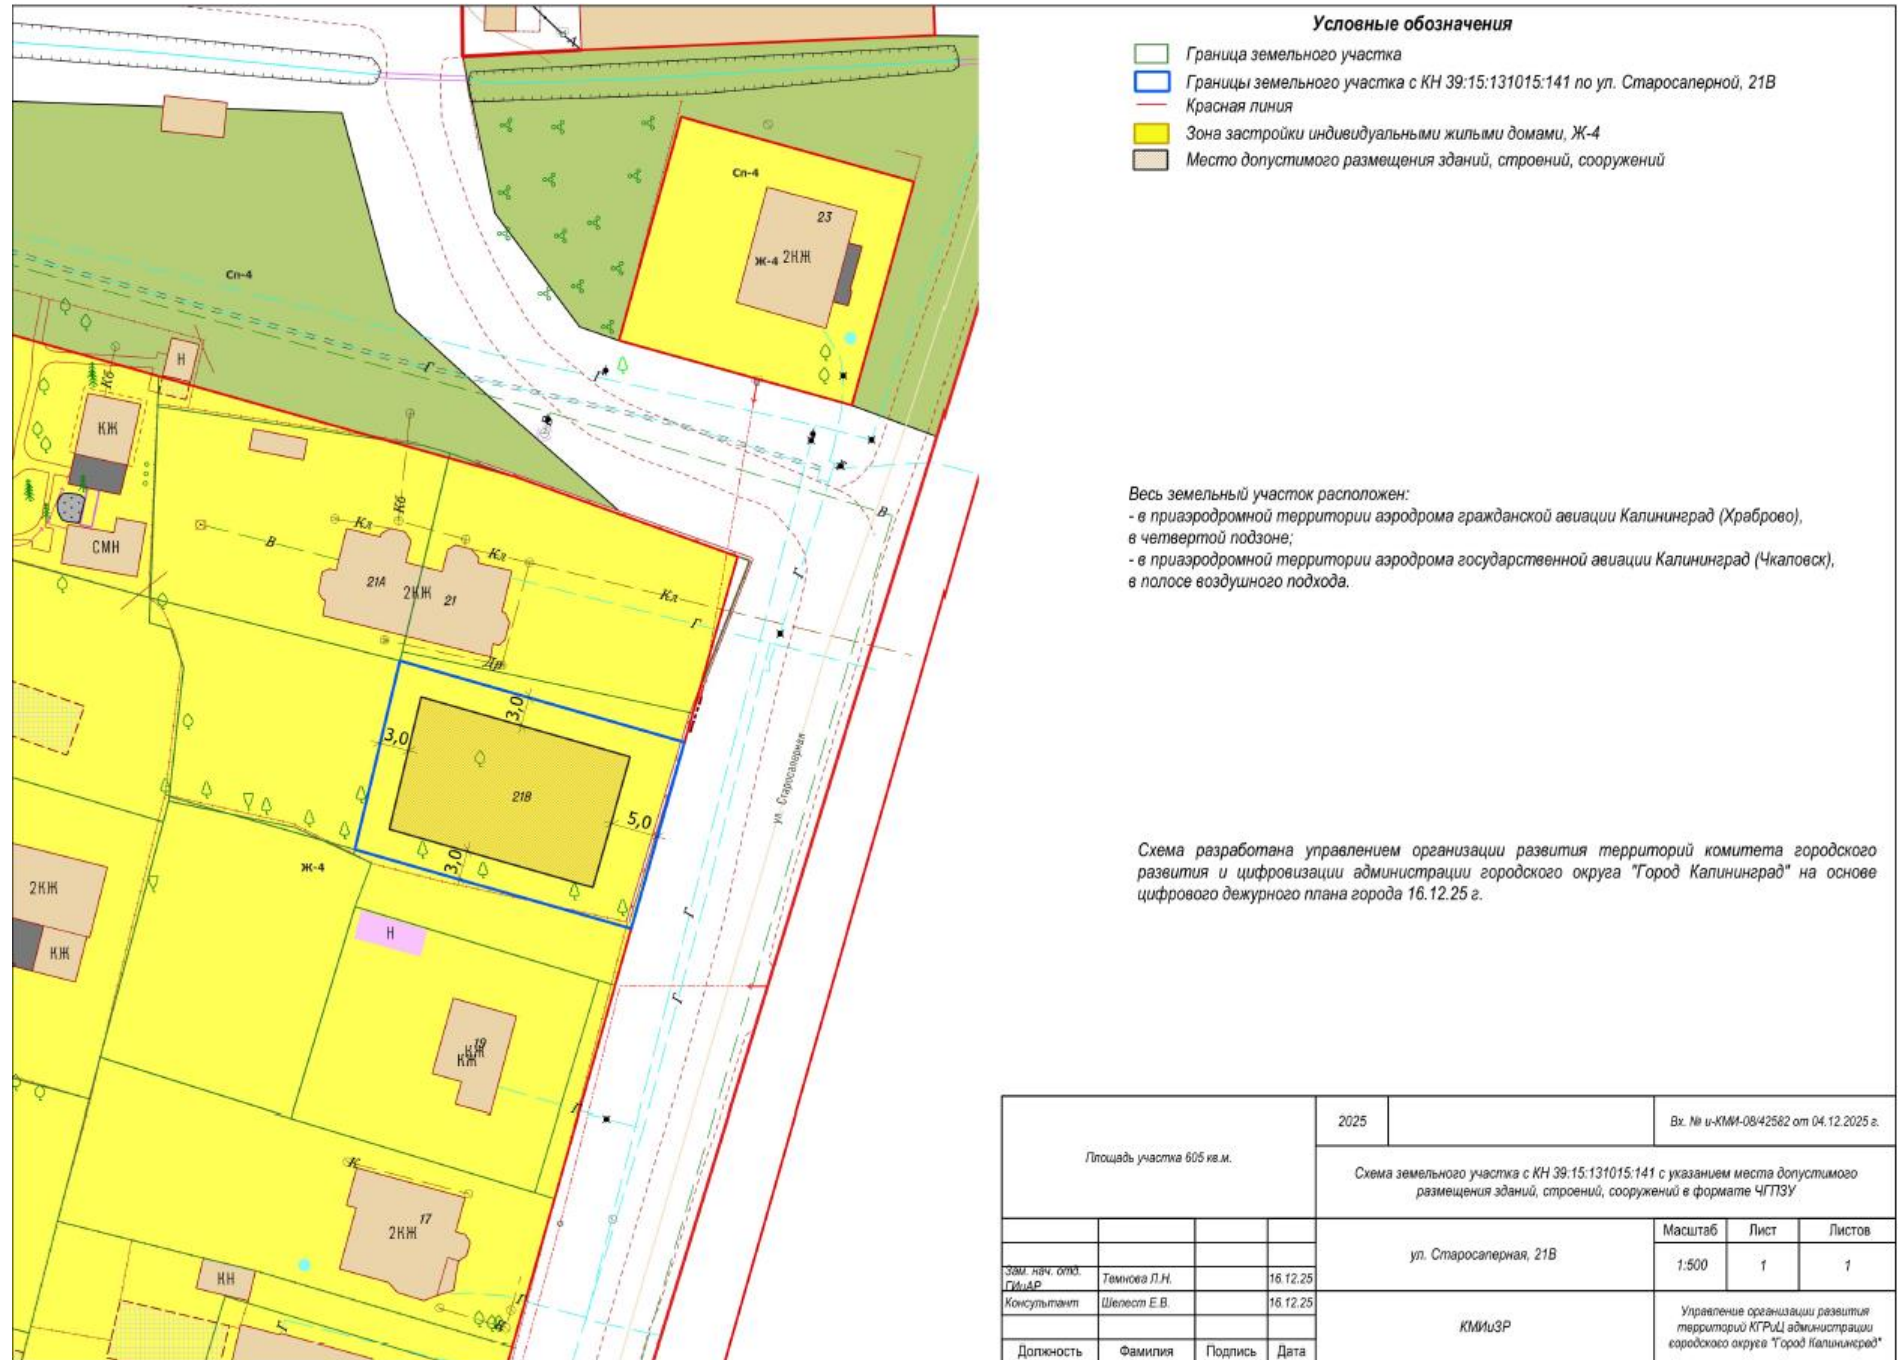 Условные обозначения
Граница земельного участка
Границы земельного участка с КН 39:15:131015:141 по ул. Старосаперной, 21В
Красная линия
Зона застройки индивидуальными жилыми домами, Ж-4
Место допустимого размещения зданий, строений, сооружений
Сп-4
23
Ж-4 2КЖ
Сп-4
Г
Г
Н
Кб
КЖ
В
В
Кл
Кб
Кл
СМН
21А
2КЖ
21
Кл
Г
Г
Др
3,0
3,0
21В
5,0
3,0
ул. Старосаперная
Ж-4
2КЖ
КЖ
Н
Г
Г
19
КЖ
КЖ
Г
К
17
2КЖ
КН
Г
Г
Весь земельный участок расположен:
- в приаэродромной территории аэродрома гражданской авиации Калининград (Храброво),
в четвертой подзоне;
- в приаэродромной территории аэродрома государственной авиации Калининград (Чкаловск),
в полосе воздушного подхода.
Схема разработана управлением организации развития территорий комитета городского
развития и цифровизации администрации городского округа "Город Калининград" на основе
цифрового дежурного плана города 16.12.25 г.
Площадь участка 605 кв.м.
2025
Вх. № и-КМИ-08/42582 от 04.12.2025 г.
Схема земельного участка с КН 39:15:131015:141 с указанием места допустимого
размещения зданий, строений, сооружений в формате ЧГПЗУ
ул. Старосаперная, 21В
Масштаб Лист Листов
1:500 1 1
Зам. нач. отд.
ГИиАР
Темнова Л.Н. 16.12.25
Консультант Шелест Е.В. 16.12.25
Должность Фамилия Подпись Дата
КМИиЗР
Управление организации развития
территорий КГРиЦ администрации
городского округа "Город Калининград"